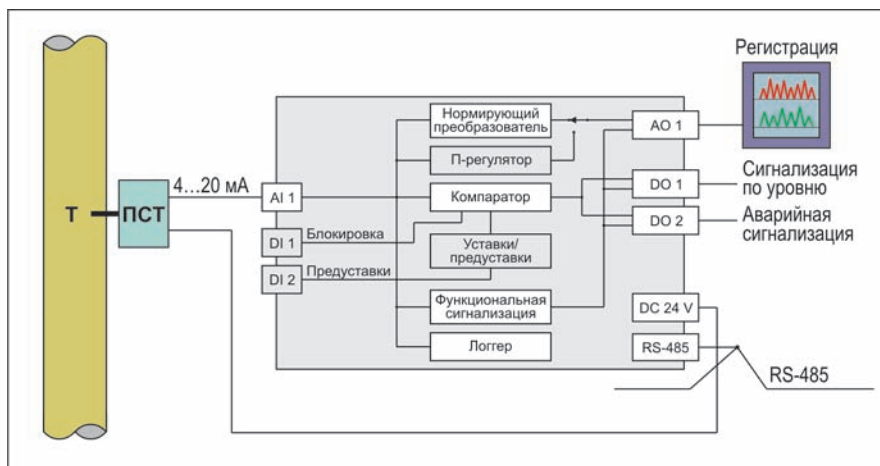 Регистрация
Нормирующий
преобразователь
АО 1
П-регулятор
4...20 мА
Сигнализация
по уровню
Т
ПСТ
AI 1
Компаратор
DO 1
DI 1
Блокировка
DO 2
Аварийная
сигнализация
Уставки/
предуставки
DI 2
Предуставки
Функциональная
сигнализация
DC 24 V
Логгер
RS-485
RS-485